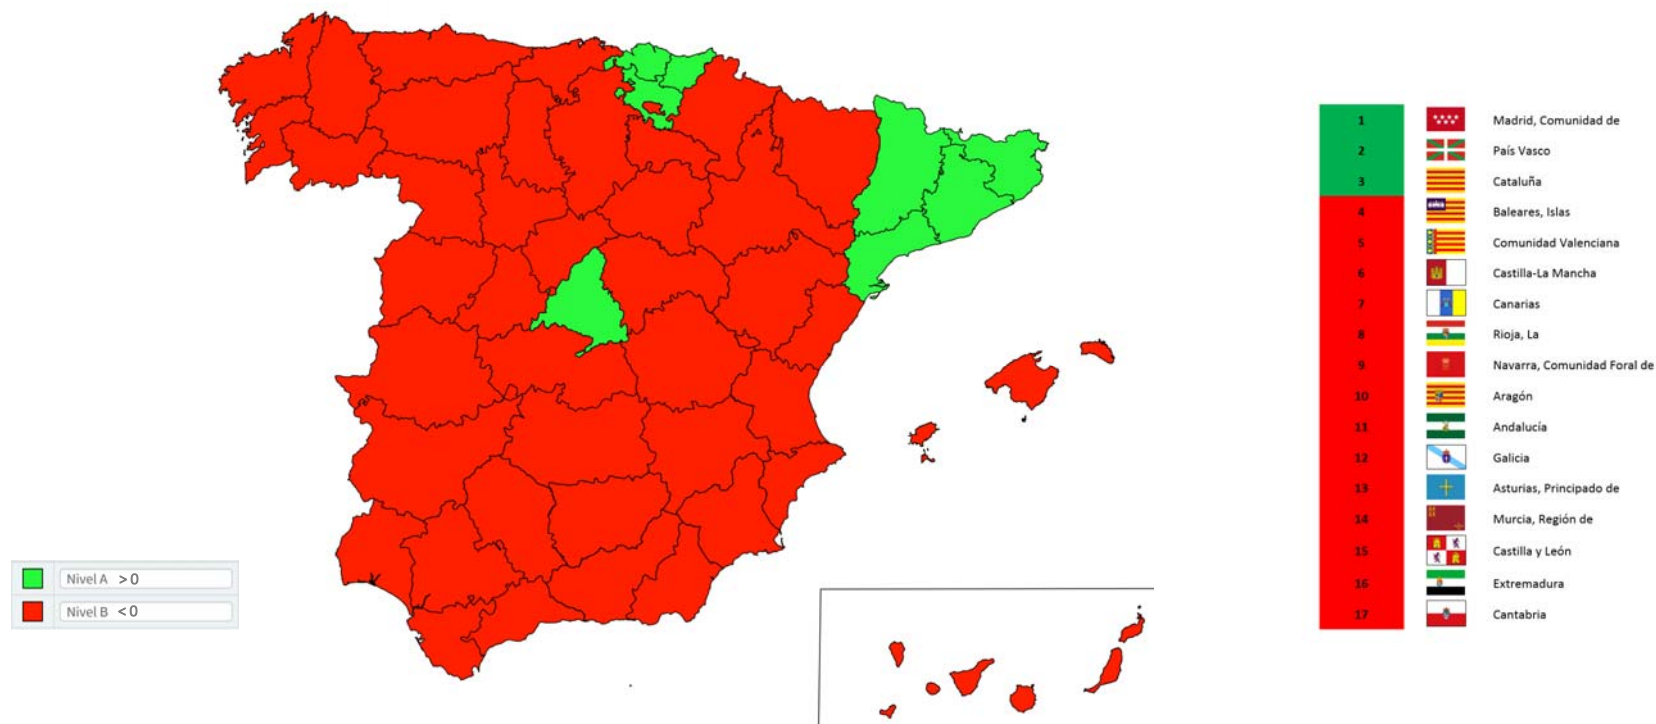 Nivel A > 0
Nivel B < 0
1 Madrid, Comunidad de
2 País Vasco
3 Cataluña
4 Baleares, Islas
5 Comunidad Valenciana
6 Castilla-La Mancha
7 Canarias
8 Rioja, La
9 Navarra, Comunidad Foral de
10 Aragón
11 Andalucía
12 Galicia
13 Asturias, Principado de
14 Murcia, Región de
15 Castilla y León
16 Extremadura
17 Cantabria